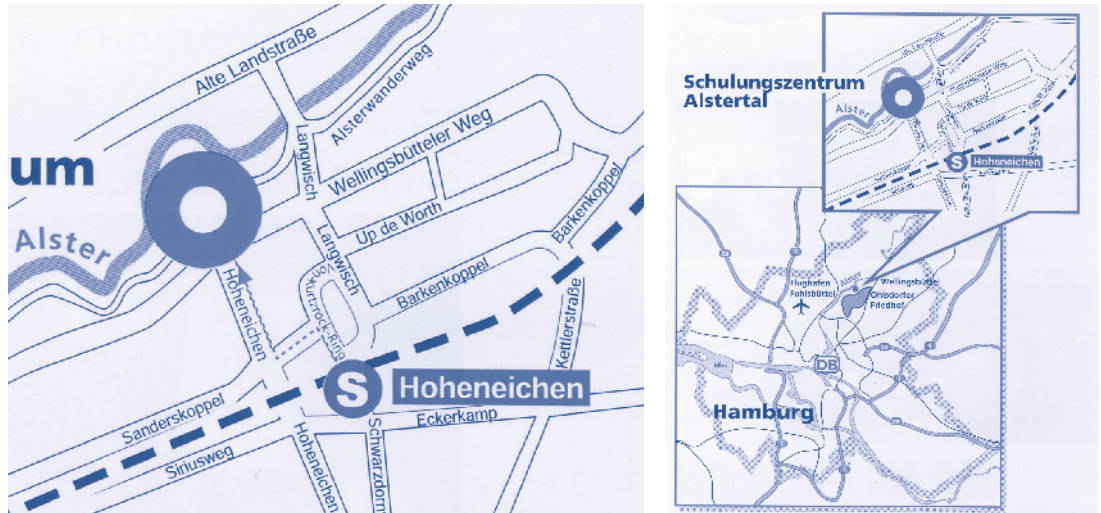 Alte Landstraße
Alsterwanderweg
Langwisch
Wellingsbütteler Weg
um
Alster
Up de Worth
Langwisch
Von-Kurtzrock-Ring
Barkenkoppel
Barkenkoppel
Hoheneichen
Kettlerstraße
S Hoheneichen
Eckerkamp
Sanderskoppel
Siriusweg
Hoheneichen
Schwarzdorn
Schulungszentrum
Alstertal
Alster
S Hoheneichen
Flughafen
Fuhlsbüttel
Alster
Wellingsbüttel
Ohlsdorfer
Friedhof
DB
Hamburg